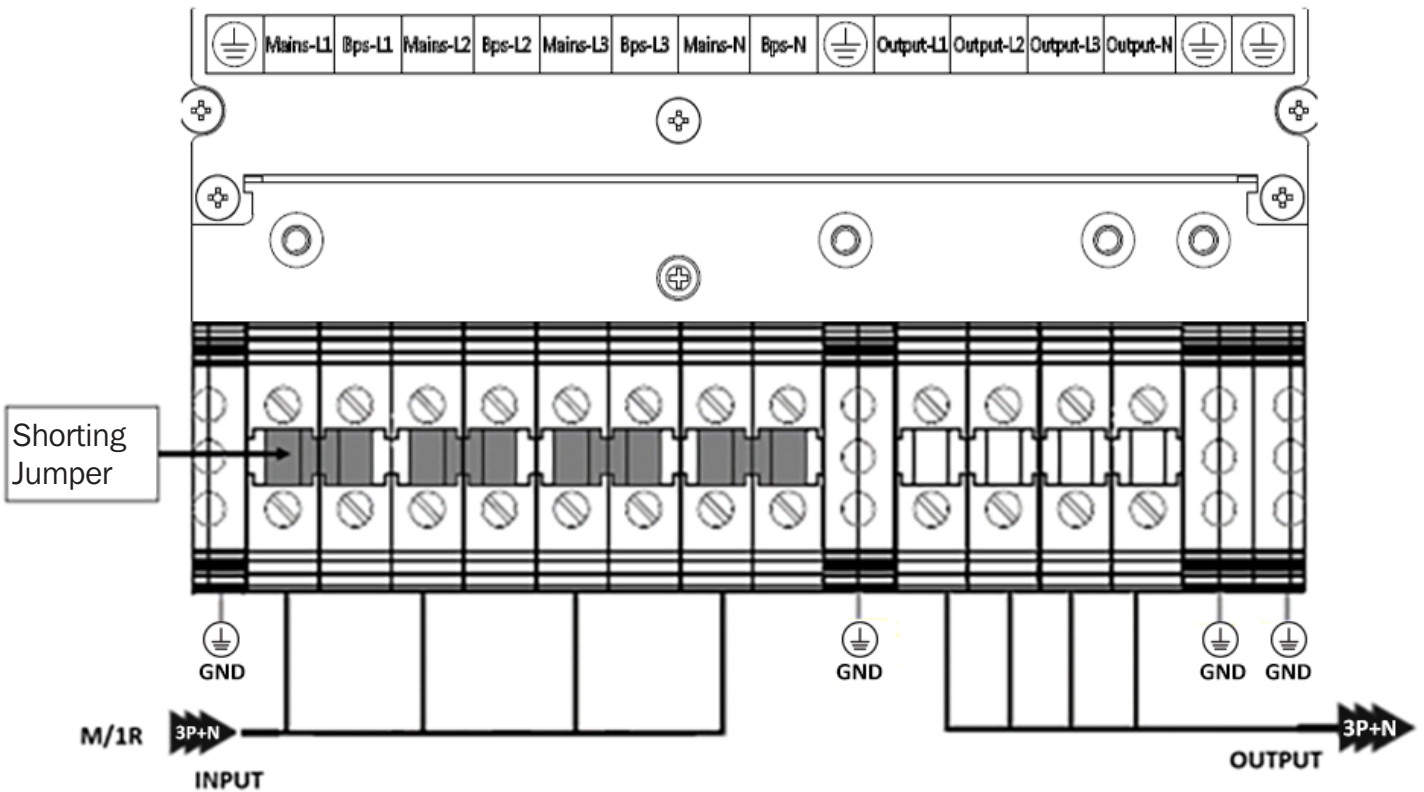 Mains-L1 Bps-L1 Mains-L2 Bps-L2 Mains-L3 Bps-L3 Mains-N Bps-N Output-L1 Output-L2 Output-L3 Output-N
Shorting
Jumper
GND GND GND GND
M/1R 3P+N
INPUT
3P+N
OUTPUT